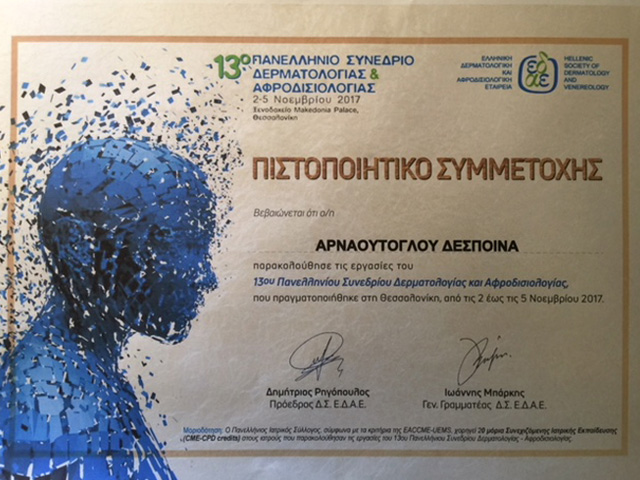 13ο ΠΑΝΕΛΛΗΝΙΟ ΣΥΝΕΔΡΙΟ
ΔΕΡΜΑΤΟΛΟΓΙΑΣ &
ΑΦΡΟΔΙΣΙΟΛΟΓΙΑΣ
2-5 Νοεμβρίου 2017
Ξενοδοχείο Makedonia Palace,
Θεσσαλονίκη
ΕΛΛΗΝΙΚΗ
ΔΕΡΜΑΤΟΛΟΓΙΚΗ
ΚΑΙ
ΑΦΡΟΔΙΣΙΟΛΟΓΙΚΗ
ΕΤΑΙΡΕΙΑ
HELLENIC
SOCIETY OF
DERMATOLOGY
AND
VENEREOLOGY
ΠΙΣΤΟΠΟΙΗΤΙΚΟ ΣΥΜΜΕΤΟΧΗΣ
Βεβαιώνεται ότι ο/η
ΑΡΝΑΟΥΤΟΓΛΟΥ ΔΕΣΠΟΙΝΑ
παρακολούθησε τις εργασίες του
13ου Πανελληνίου Συνεδρίου Δερματολογίας και Αφροδισιολογίας,
που πραγματοποιήθηκε στη Θεσσαλονίκη, από τις 2 έως τις 5 Νοεμβρίου 2017.
Δημήτριος Ρηγόπουλος
Πρόεδρος Δ.Σ. Ε.Δ.Α.Ε.
Ιωάννης Μπάρκης
Γεν. Γραμματέας Δ.Σ. Ε.Δ.Α.Ε.
Μοριοδότηση: Ο Πανελλήνιος Ιατρικός Σύλλογος, σύμφωνα με τα κριτήρια της EACCME-UEMS, χορηγεί 20 μόρια Συνεχιζόμενης Ιατρικής Εκπαίδευσης
(CME-CPD credits) στους ιατρούς που παρακολούθησαν τις εργασίες του 13ου Πανελλήνιου Συνεδρίου Δερματολογίας - Αφροδισιολογίας.